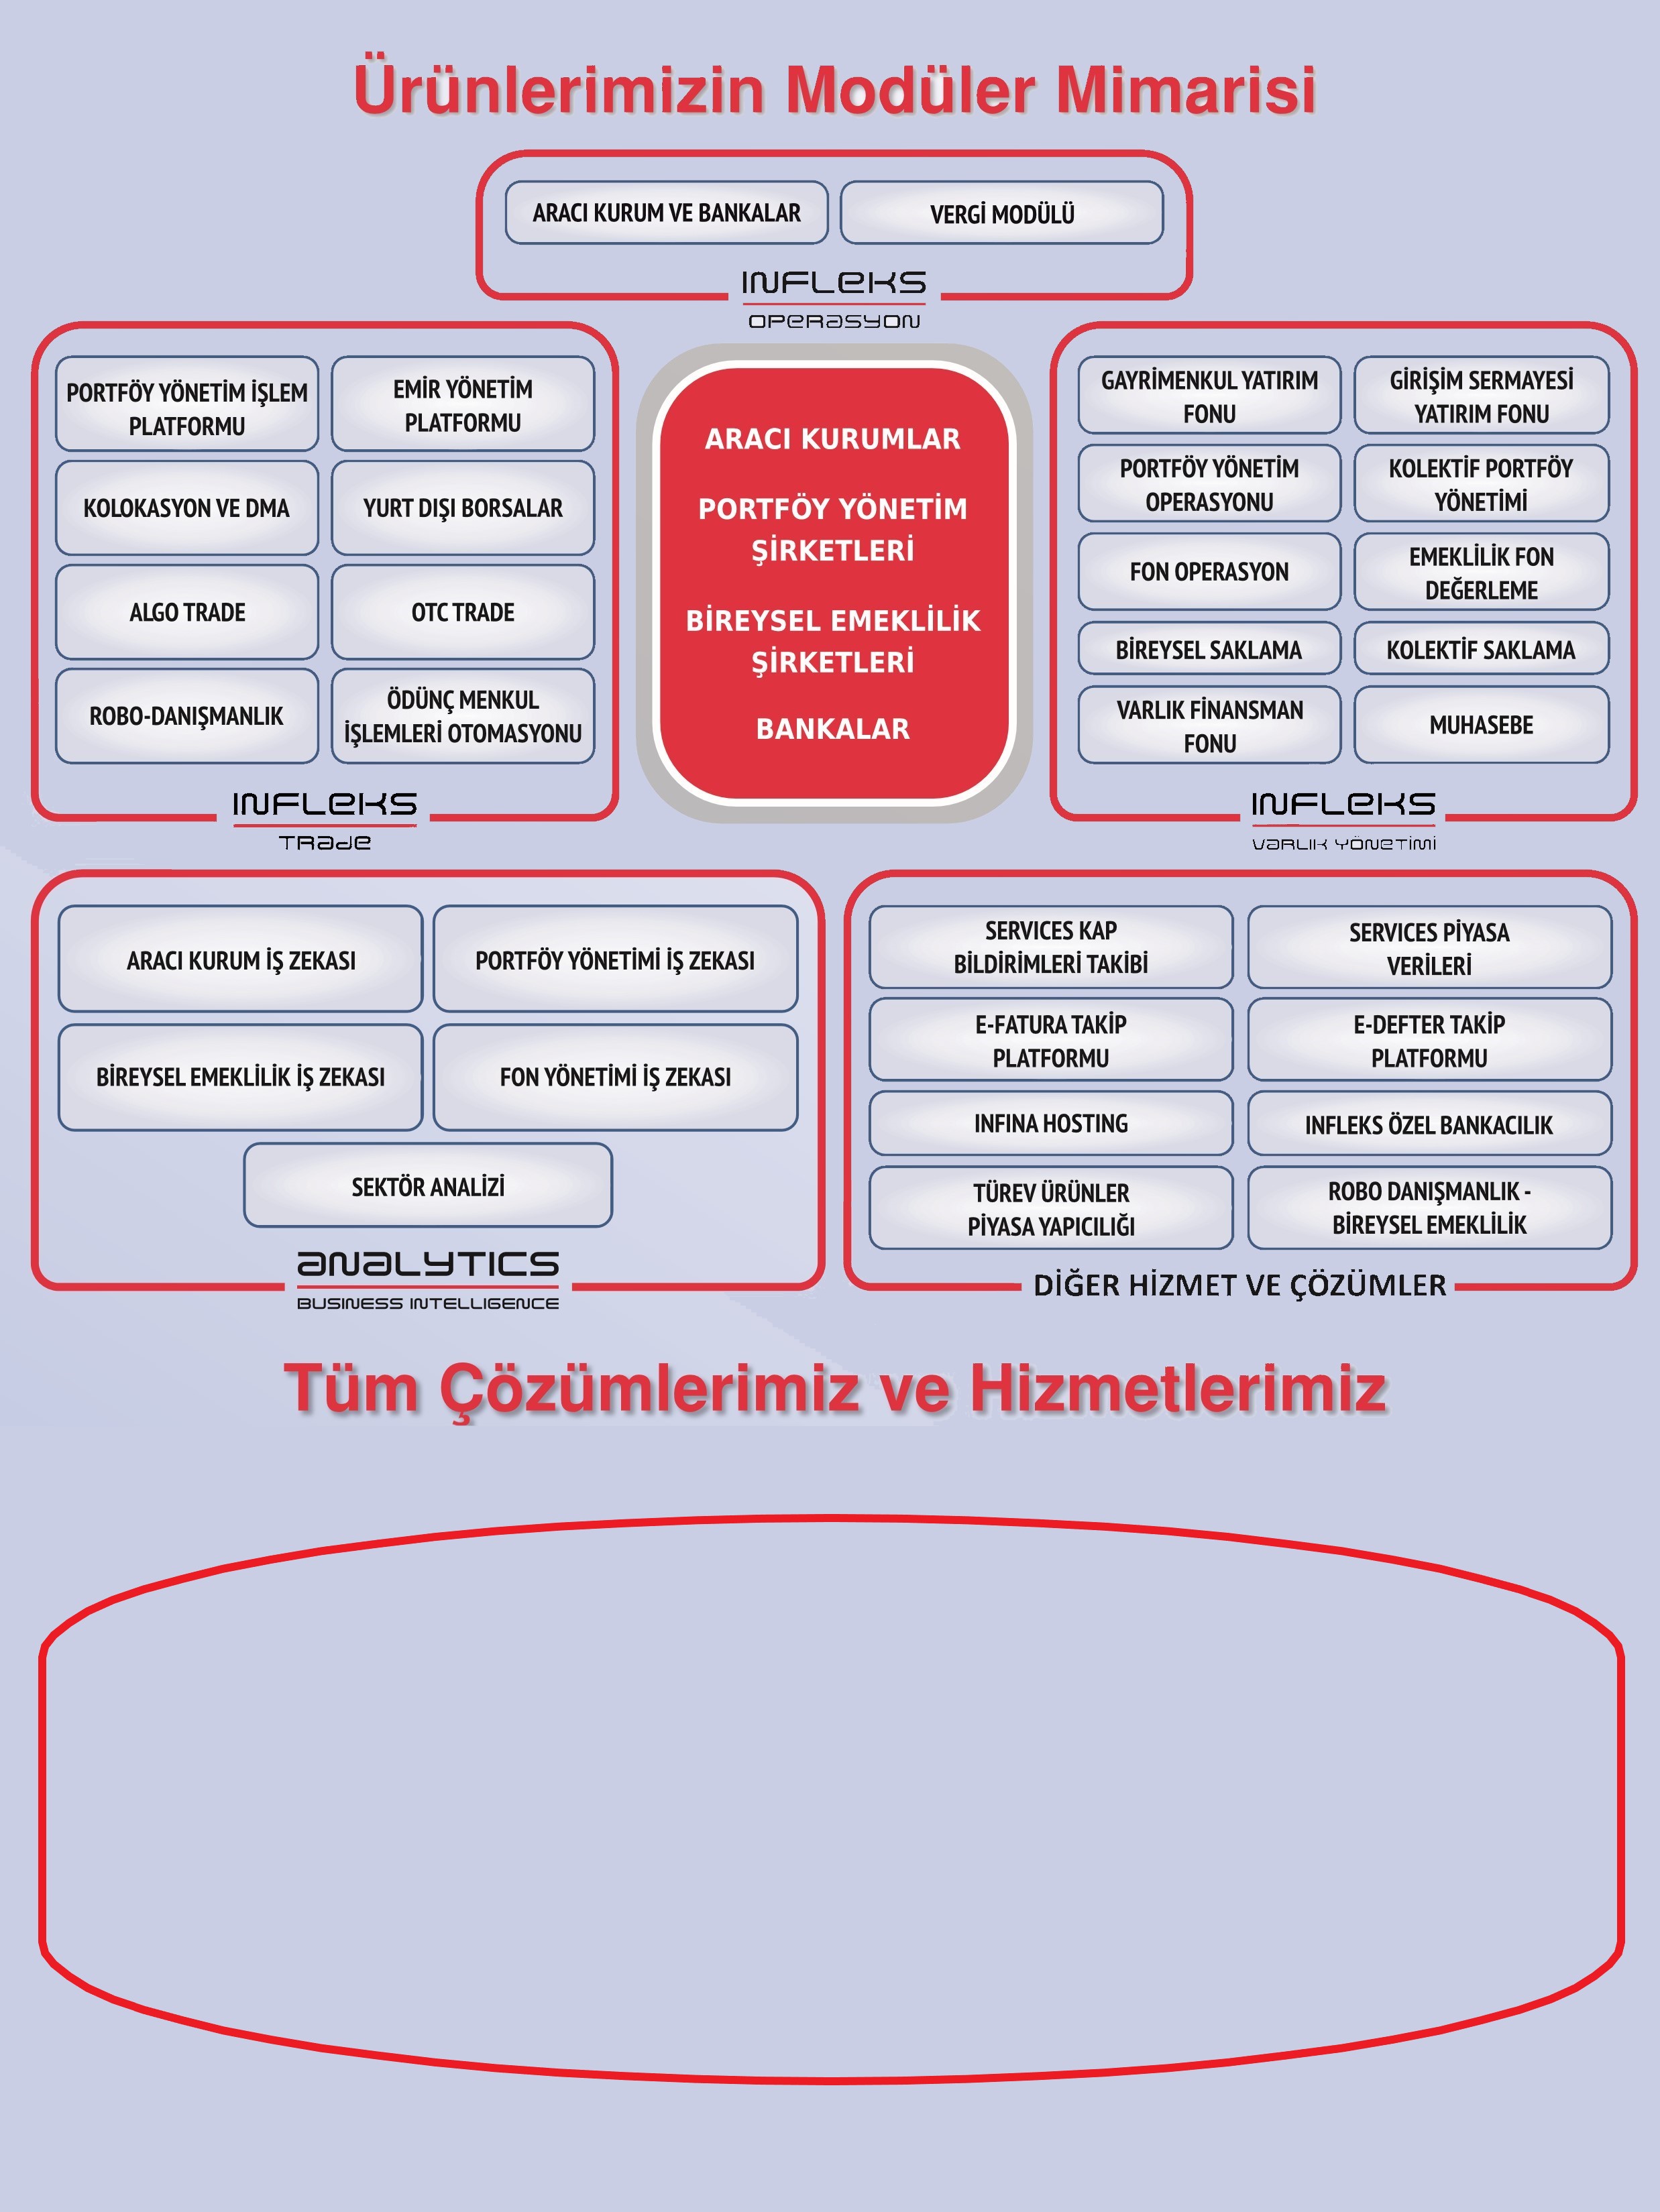 Ürünlerimizin Modüler Mimarisi
ARACI KURUM VE BANKALAR
VERGİ MODÜLÜ
INFLEKS
OPERASYON
PORTFÖY YÖNETİM İŞLEM
PLATFORMU
EMİR YÖNETİM
PLATFORMU
KOLOKASYON VE DMA
YURT DIŞI BORSALAR
ALGO TRADE
OTC TRADE
ROBO-DANIŞMANLIK
ÖDÜNÇ MENKUL
İŞLEMLERİ OTOMASYONU
INFLEKS
TRADE
ARACI KURUMLAR
PORTFÖY YÖNETİM
ŞİRKETLERİ
BİREYSEL EMEKLİLİK
ŞİRKETLERİ
BANKALAR
GAYRİMENKUL YATIRIM
FONU
GİRİŞİM SERMAYESİ
YATIRIM FONU
PORTFÖY YÖNETİM
OPERASYONU
KOLEKTİF PORTFÖY
YÖNETİMİ
FON OPERASYON
EMEKLİLİK FON
DEĞERLEME
BİREYSEL SAKLAMA
KOLEKTİF SAKLAMA
VARLIK FİNANSMAN
FONU
MUHASEBE
INFLEKS
VARLIK YÖNETİMİ
ARACI KURUM İŞ ZEKASI
PORTFÖY YÖNETİMİ İŞ ZEKASI
BİREYSEL EMEKLİLİK İŞ ZEKASI
FON YÖNETİMİ İŞ ZEKASI
SEKTÖR ANALİZİ
ANALYTICS
BUSINESS INTELLIGENCE
SERVICES KAP
BİLDİRİMLERİ TAKİBİ
SERVICES PİYASA
VERİLERİ
E-FATURA TAKİP
PLATFORMU
E-DEFTER TAKİP
PLATFORMU
INFINA HOSTING
INFLEKS ÖZEL BANKACILIK
TÜREV ÜRÜNLER
PİYASA YAPICILIĞI
ROBO DANIŞMANLIK -
BİREYSEL EMEKLİLİK
DİĞER HİZMET VE ÇÖZÜMLER
Tüm Çözümlerimiz ve Hizmetlerimiz